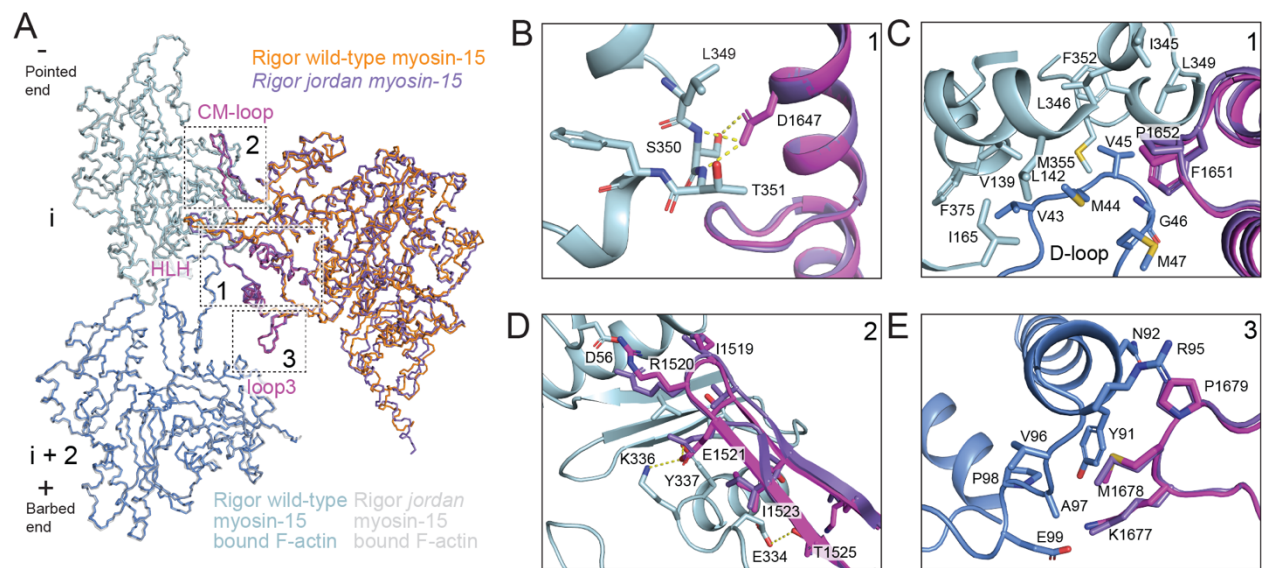 A
-
Pointed
end
Rigor wild-type myosin-15
Rigor jordan myosin-15
CM-loop
2
i
HLH
1
3
loop3
i + 2
+
Barbed
end
Rigor wild-type
myosin-15
bound F-actin
Rigor jordan
myosin-15
bound F-actin
B
1
L349
D1647
S350
T351
C
1
I345
F352
L349
L346
P1652
V45
M355
F1651
L142
V139
M44
F375
V43
G46
I165
D-loop
M47
D
2
I1519
D56
R1520
E1521
K336
Y337
I1523
E334
T1525
E
3
N92
R95
P1679
V96
Y91
P98
M1678
A97
K1677
E99